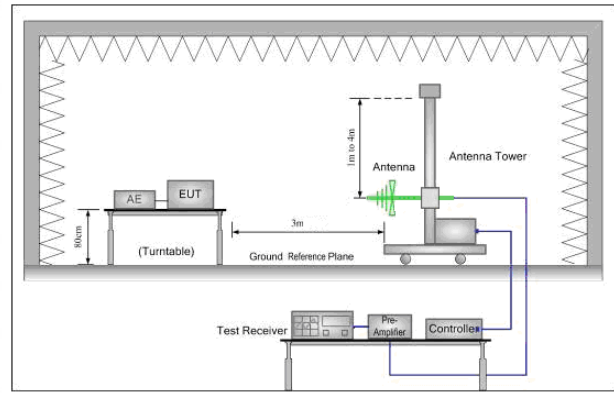 1m to 4m
Antenna
Antenna Tower
AE
EUT
80cm
(Turntable)
3m
Ground Reference Plane
Test Receiver
Pre-
Amplifier
Controller